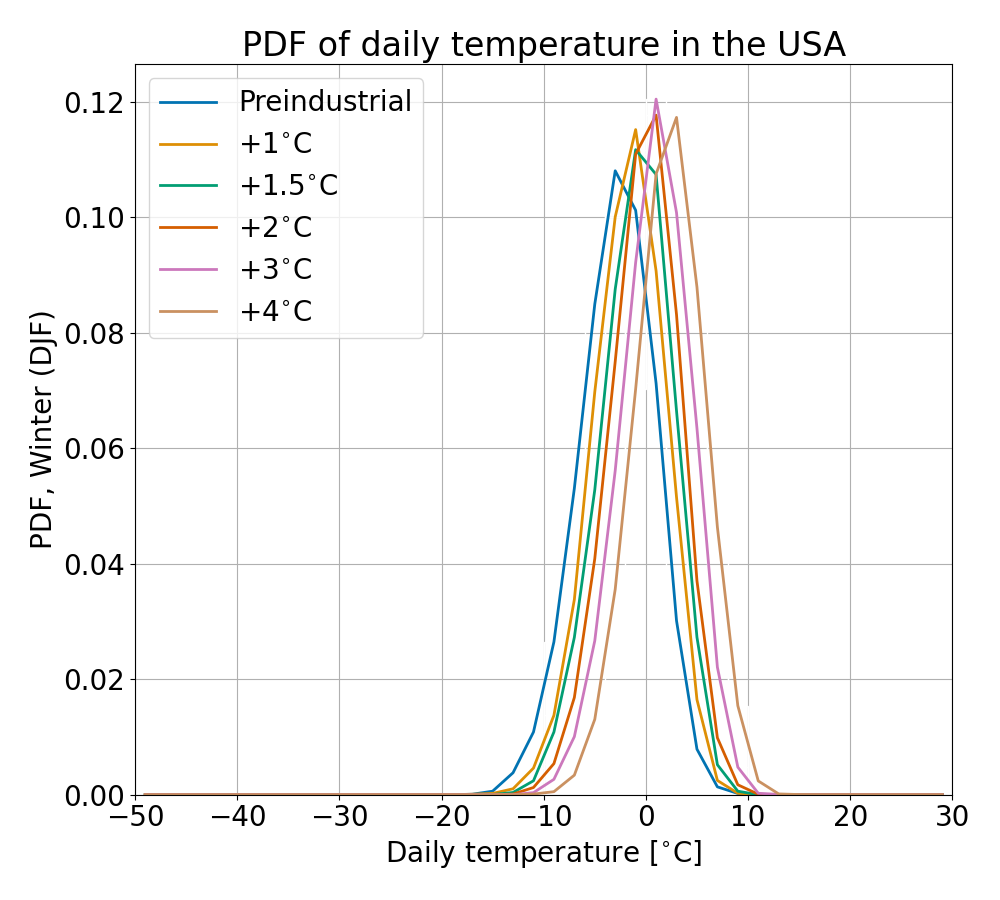 PDF of daily temperature in the USA
Preindustrial
+1°C
+1.5°C
+2°C
+3°C
+4°C
PDF, Winter (DJF)
0.12
0.10
0.08
0.06
0.04
0.02
0.00
−50 −40 −30 −20 −10 0 10 20 30
Daily temperature [°C]